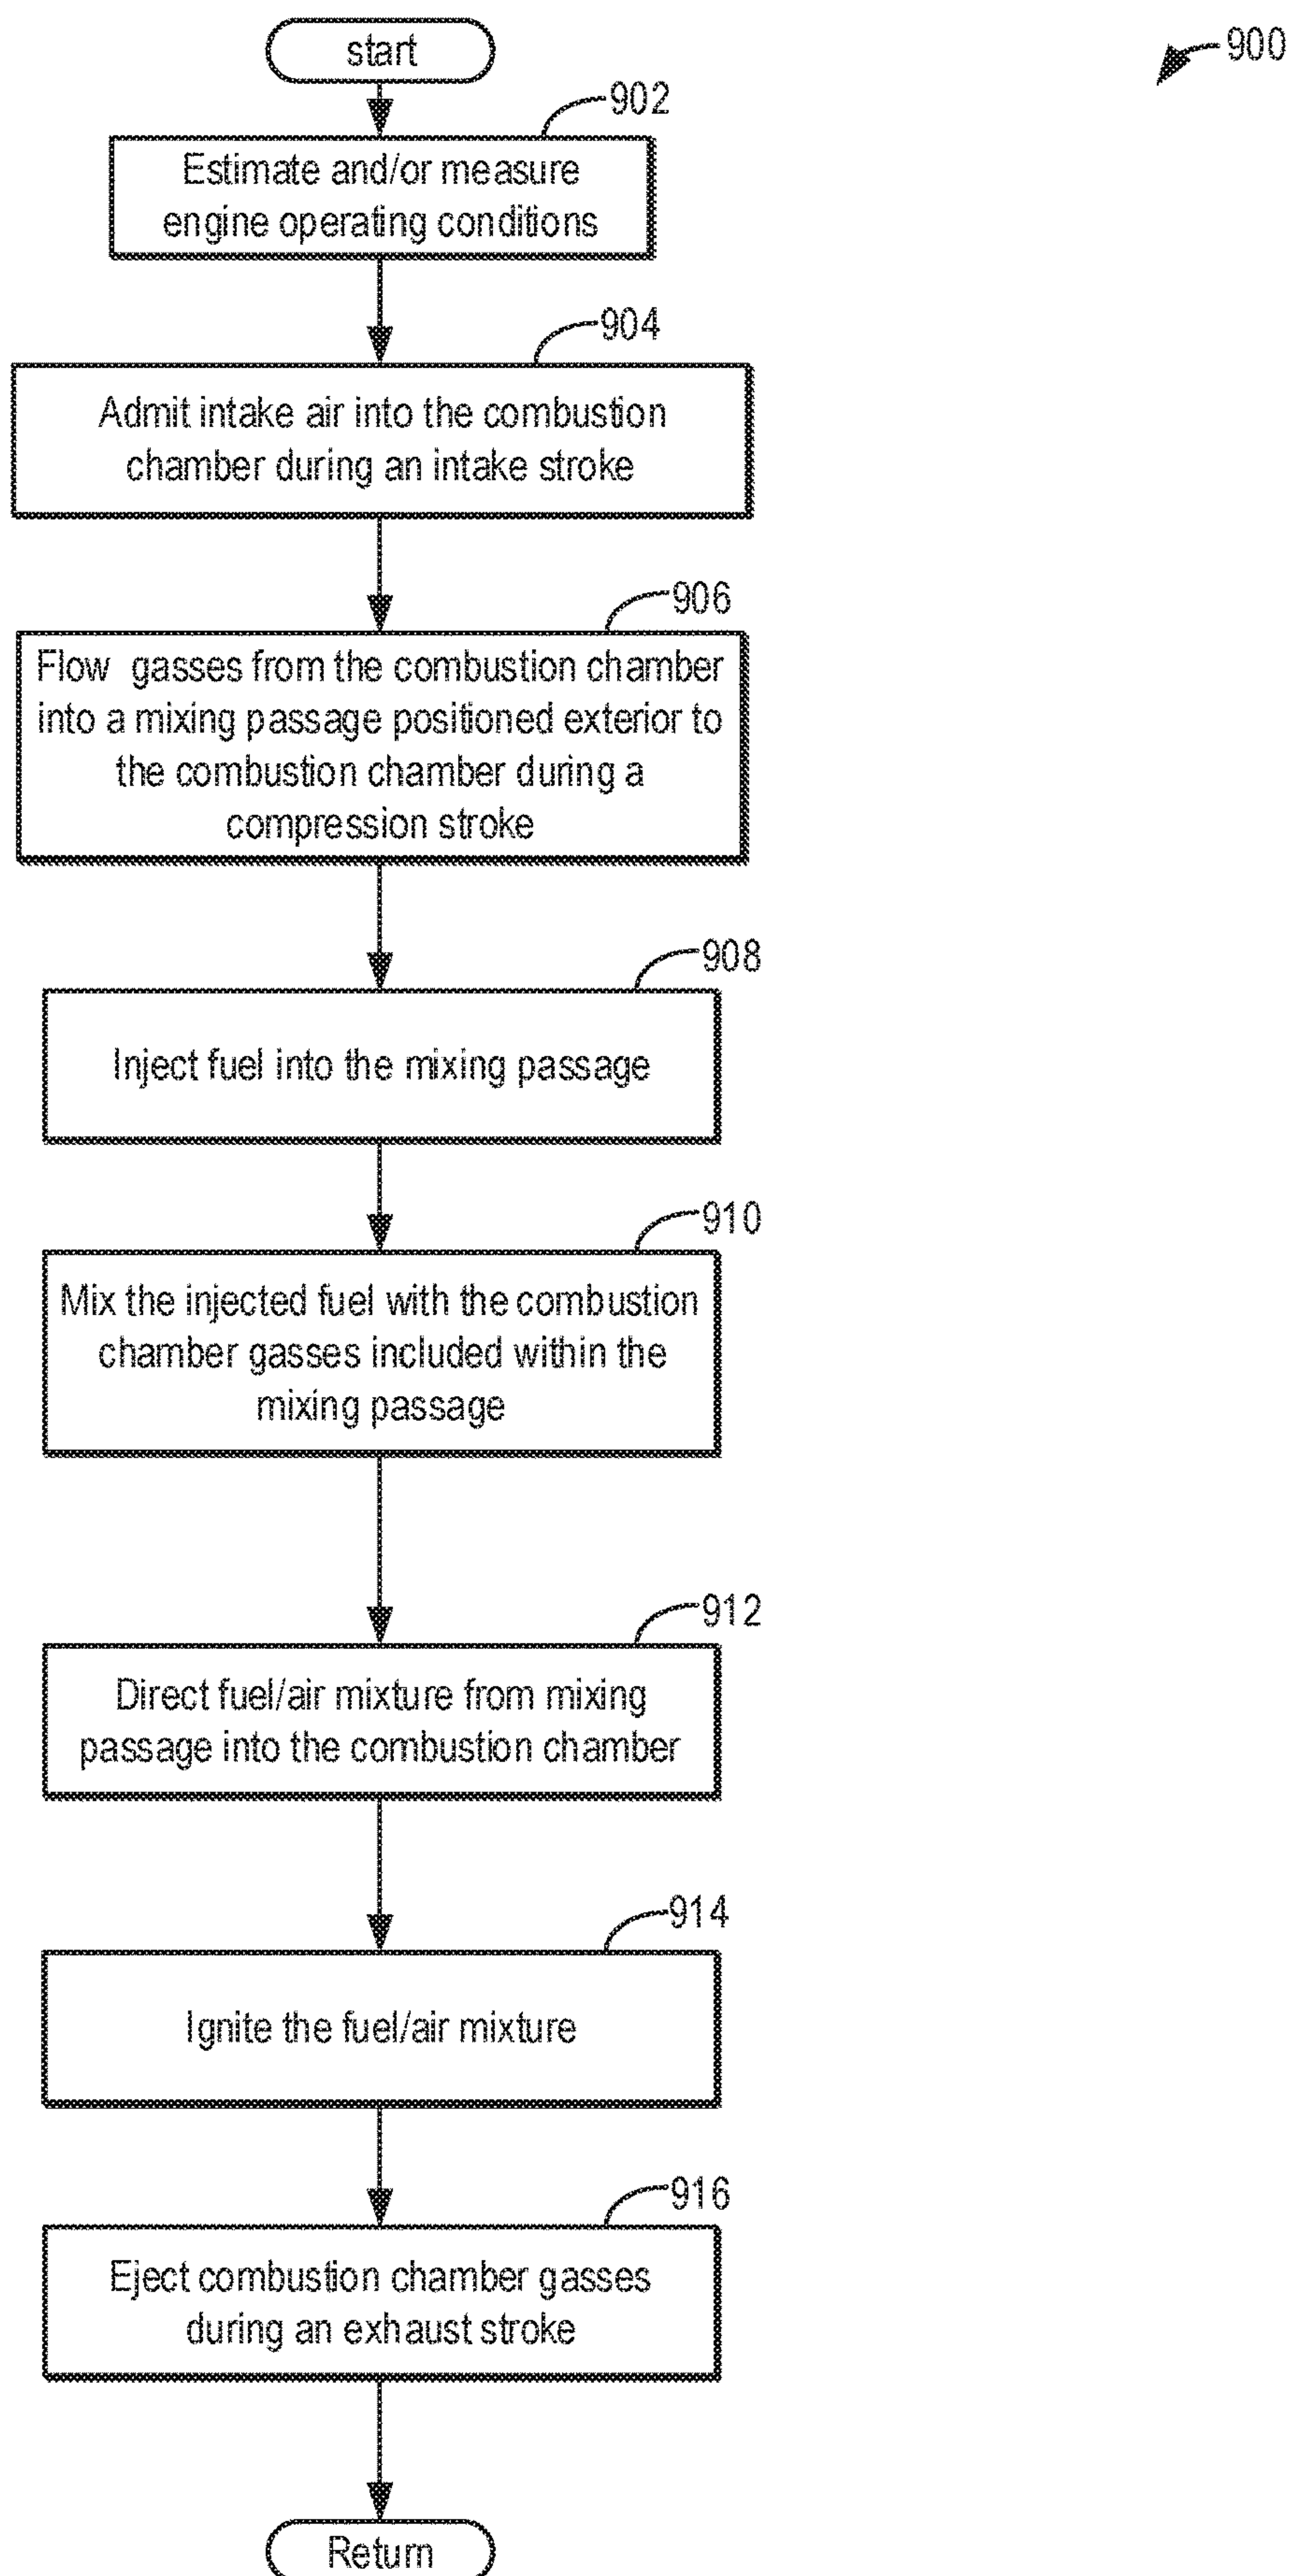 start
900
902
Estimate and/or measure
engine operating conditions
904
Admit intake air into the combustion
chamber during an intake stroke
906
Flow gasses from the combustion chamber
into a mixing passage positioned exterior to
the combustion chamber during a
compression stroke
908
Inject fuel into the mixing passage
910
Mix the injected fuel with the combustion
chamber gasses included within the
mixing passage
912
Direct fuel/air mixture from mixing
passage into the combustion chamber
914
Ignite the fuel/air mixture
916
Eject combustion chamber gasses
during an exhaust stroke
Return